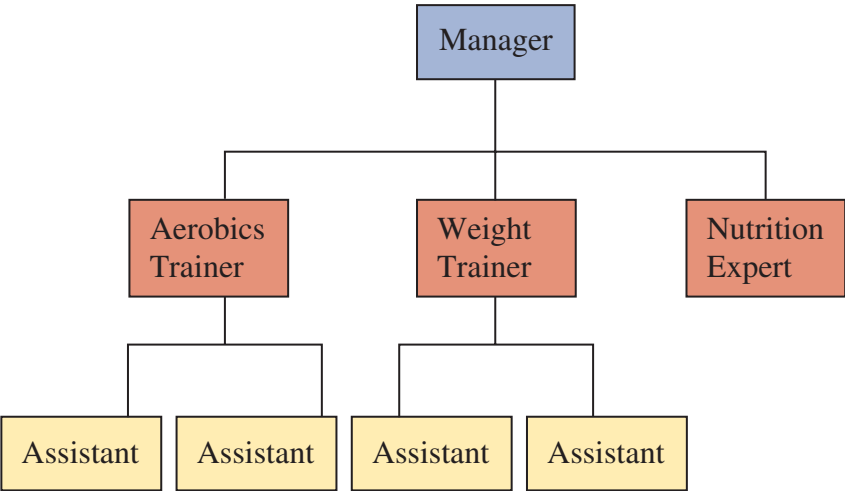 Manager
Aerobics
Trainer
Weight
Trainer
Nutrition
Expert
Assistant
Assistant
Assistant
Assistant